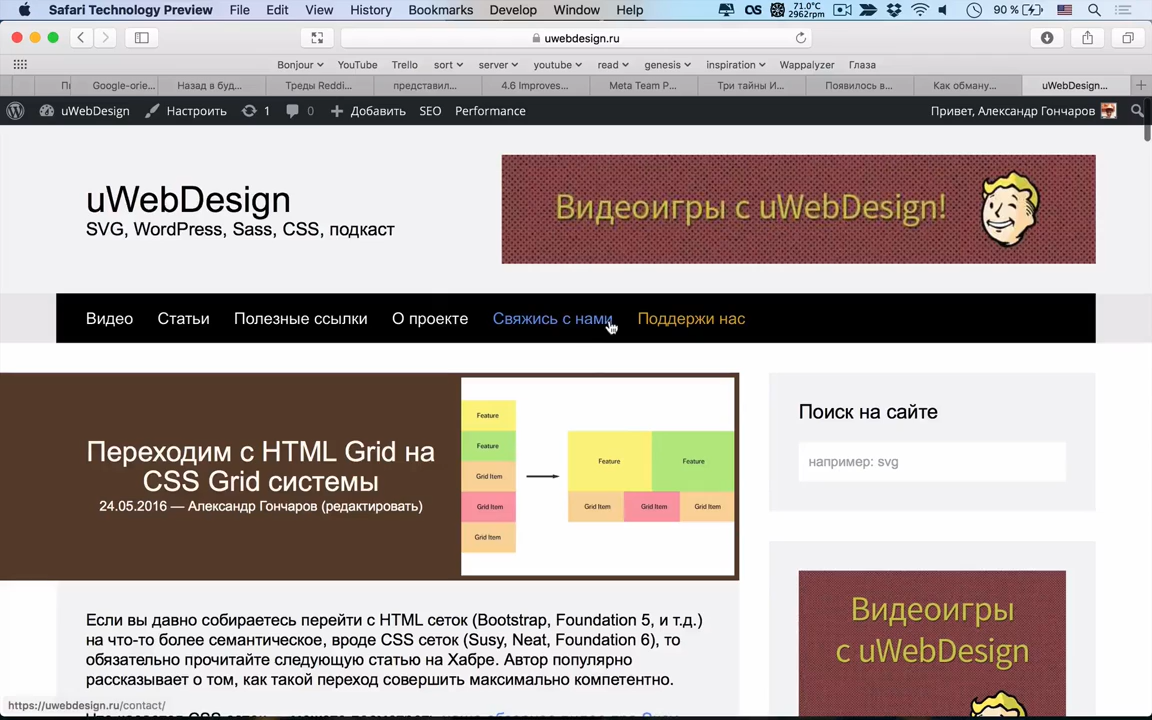 Safari Technology Preview File Edit View History Bookmarks Develop Window Help 71.0°C 2962rpm 90 %
uwebdesign.ru
Bonjour YouTube Trello sort server youtube read genesis inspiration Wappalyzer Глаза
Google-orie... Назад в буд... Треды Reddi... представил... 4.6 Improves... Meta Team P... Три тайны И... Появилось в... Как обману... uWebDesign...
uWebDesign Настроить 1 0 Добавить SEO Performance Привет, Александр Гончаров
uWebDesign
SVG, WordPress, Sass, CSS, подкаст
Видеоигры с uWebDesign!
Видео Статьи Полезные ссылки О проекте Свяжись с нами Поддержи нас
Переходим с HTML Grid на
CSS Grid системы
24.05.2016 — Александр Гончаров (редактировать)
Feature
Feature
Grid Item
Grid Item
Grid Item
Feature Feature
Grid Item Grid Item Grid Item
Поиск на сайте
например: svg
Если вы давно собираетесь перейти с HTML сеток (Bootstrap, Foundation 5, и т.д.)
на что-то более семантическое, вроде CSS сеток (Susy, Neat, Foundation 6), то
обязательно прочитайте следующую статью на Хабре. Автор популярно
рассказывает о том, как такой переход совершить максимально компетентно.
Видеоигры
с uWebDesign
https://uwebdesign.ru/contact/